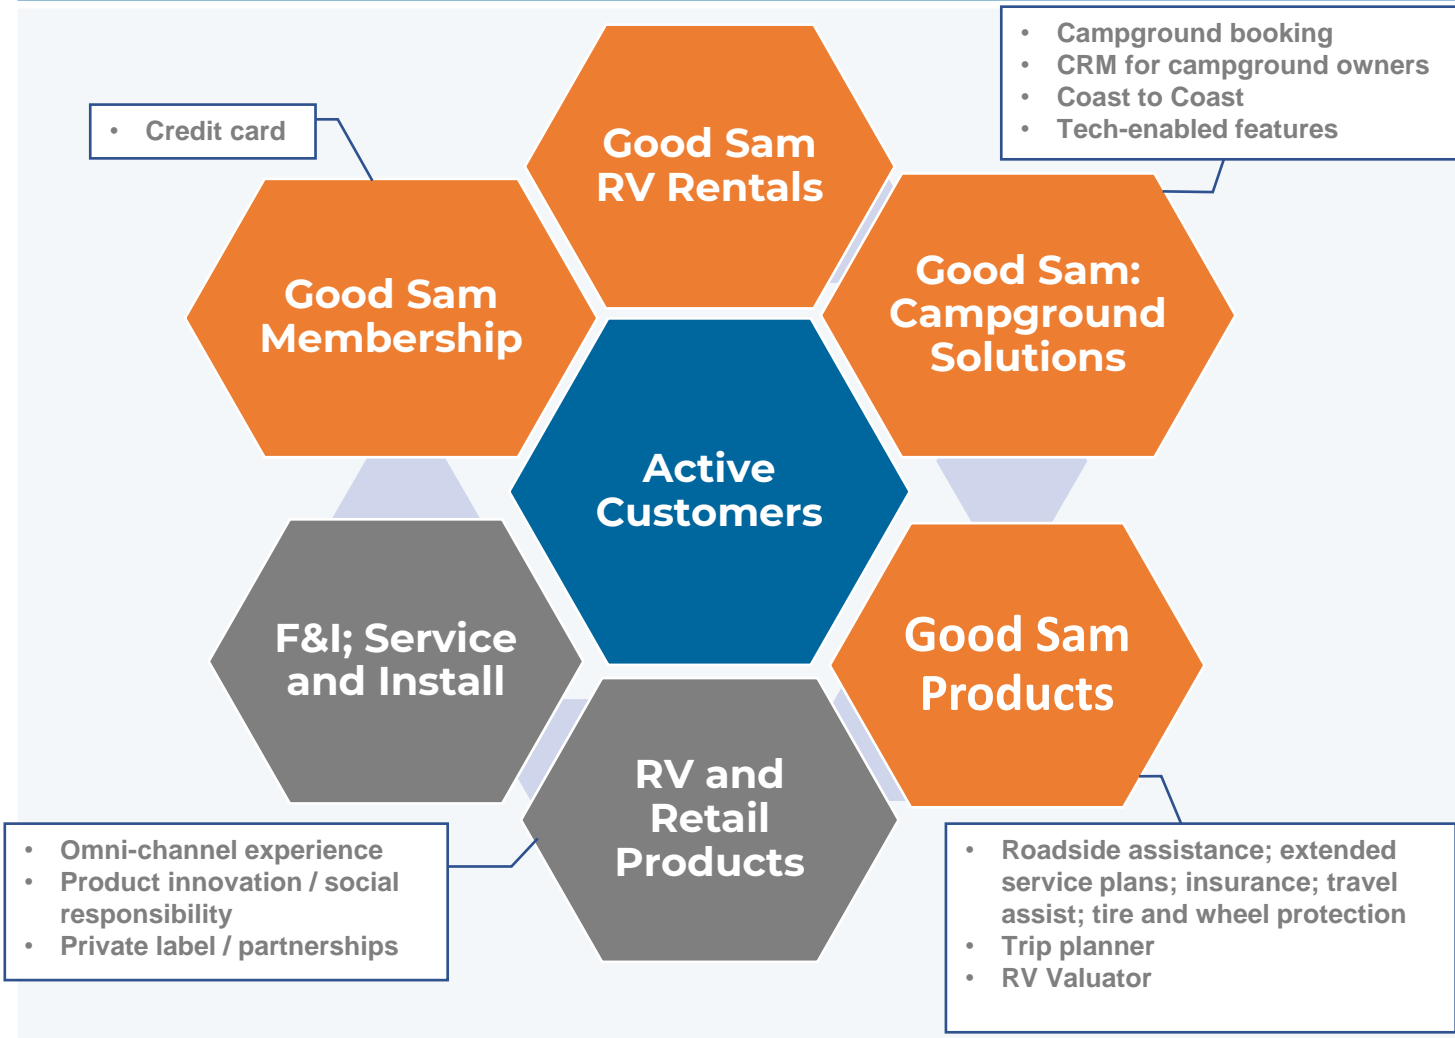 • Campground booking
• CRM for campground owners
• Coast to Coast
• Tech-enabled features
• Credit card
Good Sam
RV Rentals
Good Sam
Membership
Good Sam:
Campground
Solutions
Active
Customers
F&I; Service
and Install
Good Sam
Products
RV and
Retail
Products
• Omni-channel experience
• Product innovation / social
responsibility
• Private label / partnerships
• Roadside assistance; extended
service plans; insurance; travel
assist; tire and wheel protection
• Trip planner
• RV Valuator